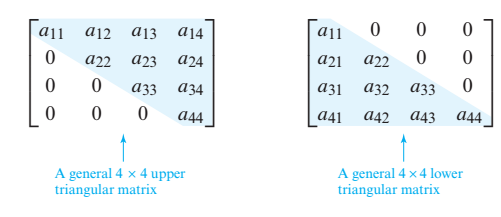 a11 a12 a13 a14
0 a22 a23 a24
0 0 a33 a34
0 0 0 a44
A general 4 × 4 upper
triangular matrix
a11 0 0 0
a21 a22 0 0
a31 a32 a33 0
a41 a42 a43 a44
A general 4 × 4 lower
triangular matrix